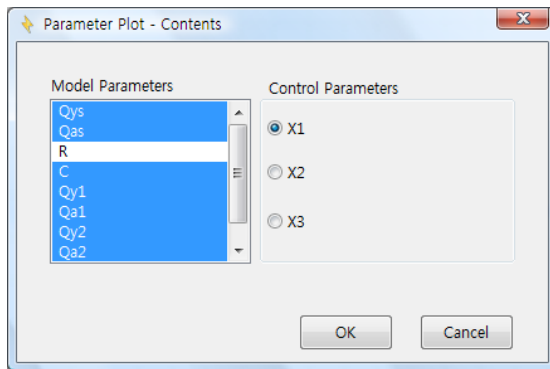 Parameter Plot - Contents
Model Parameters
Qys
Qas
R
C
Qy1
Qa1
Qy2
Qa2
Control Parameters
X1
X2
X3
OK
Cancel